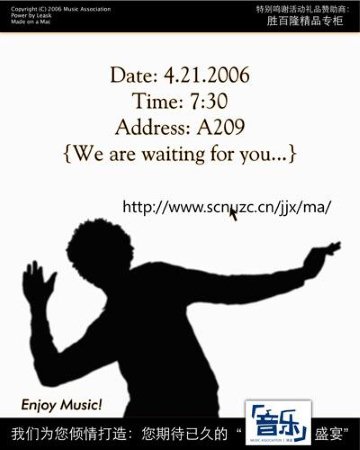 Copyright (C) 2006 Music Association
Power by Leask
Made on a Mac
特别鸣谢活动礼品赞助商:
胜百隆精品专柜
Date: 4.21.2006
Time: 7:30
Address: A209
{We are waiting for you...}
http://www.scnuzc.cn/jjx/ma/
Enjoy Music!
「音乐」
MUSIC ASSOCIATION
我们为您倾情打造: 您期待已久的“
盛宴”